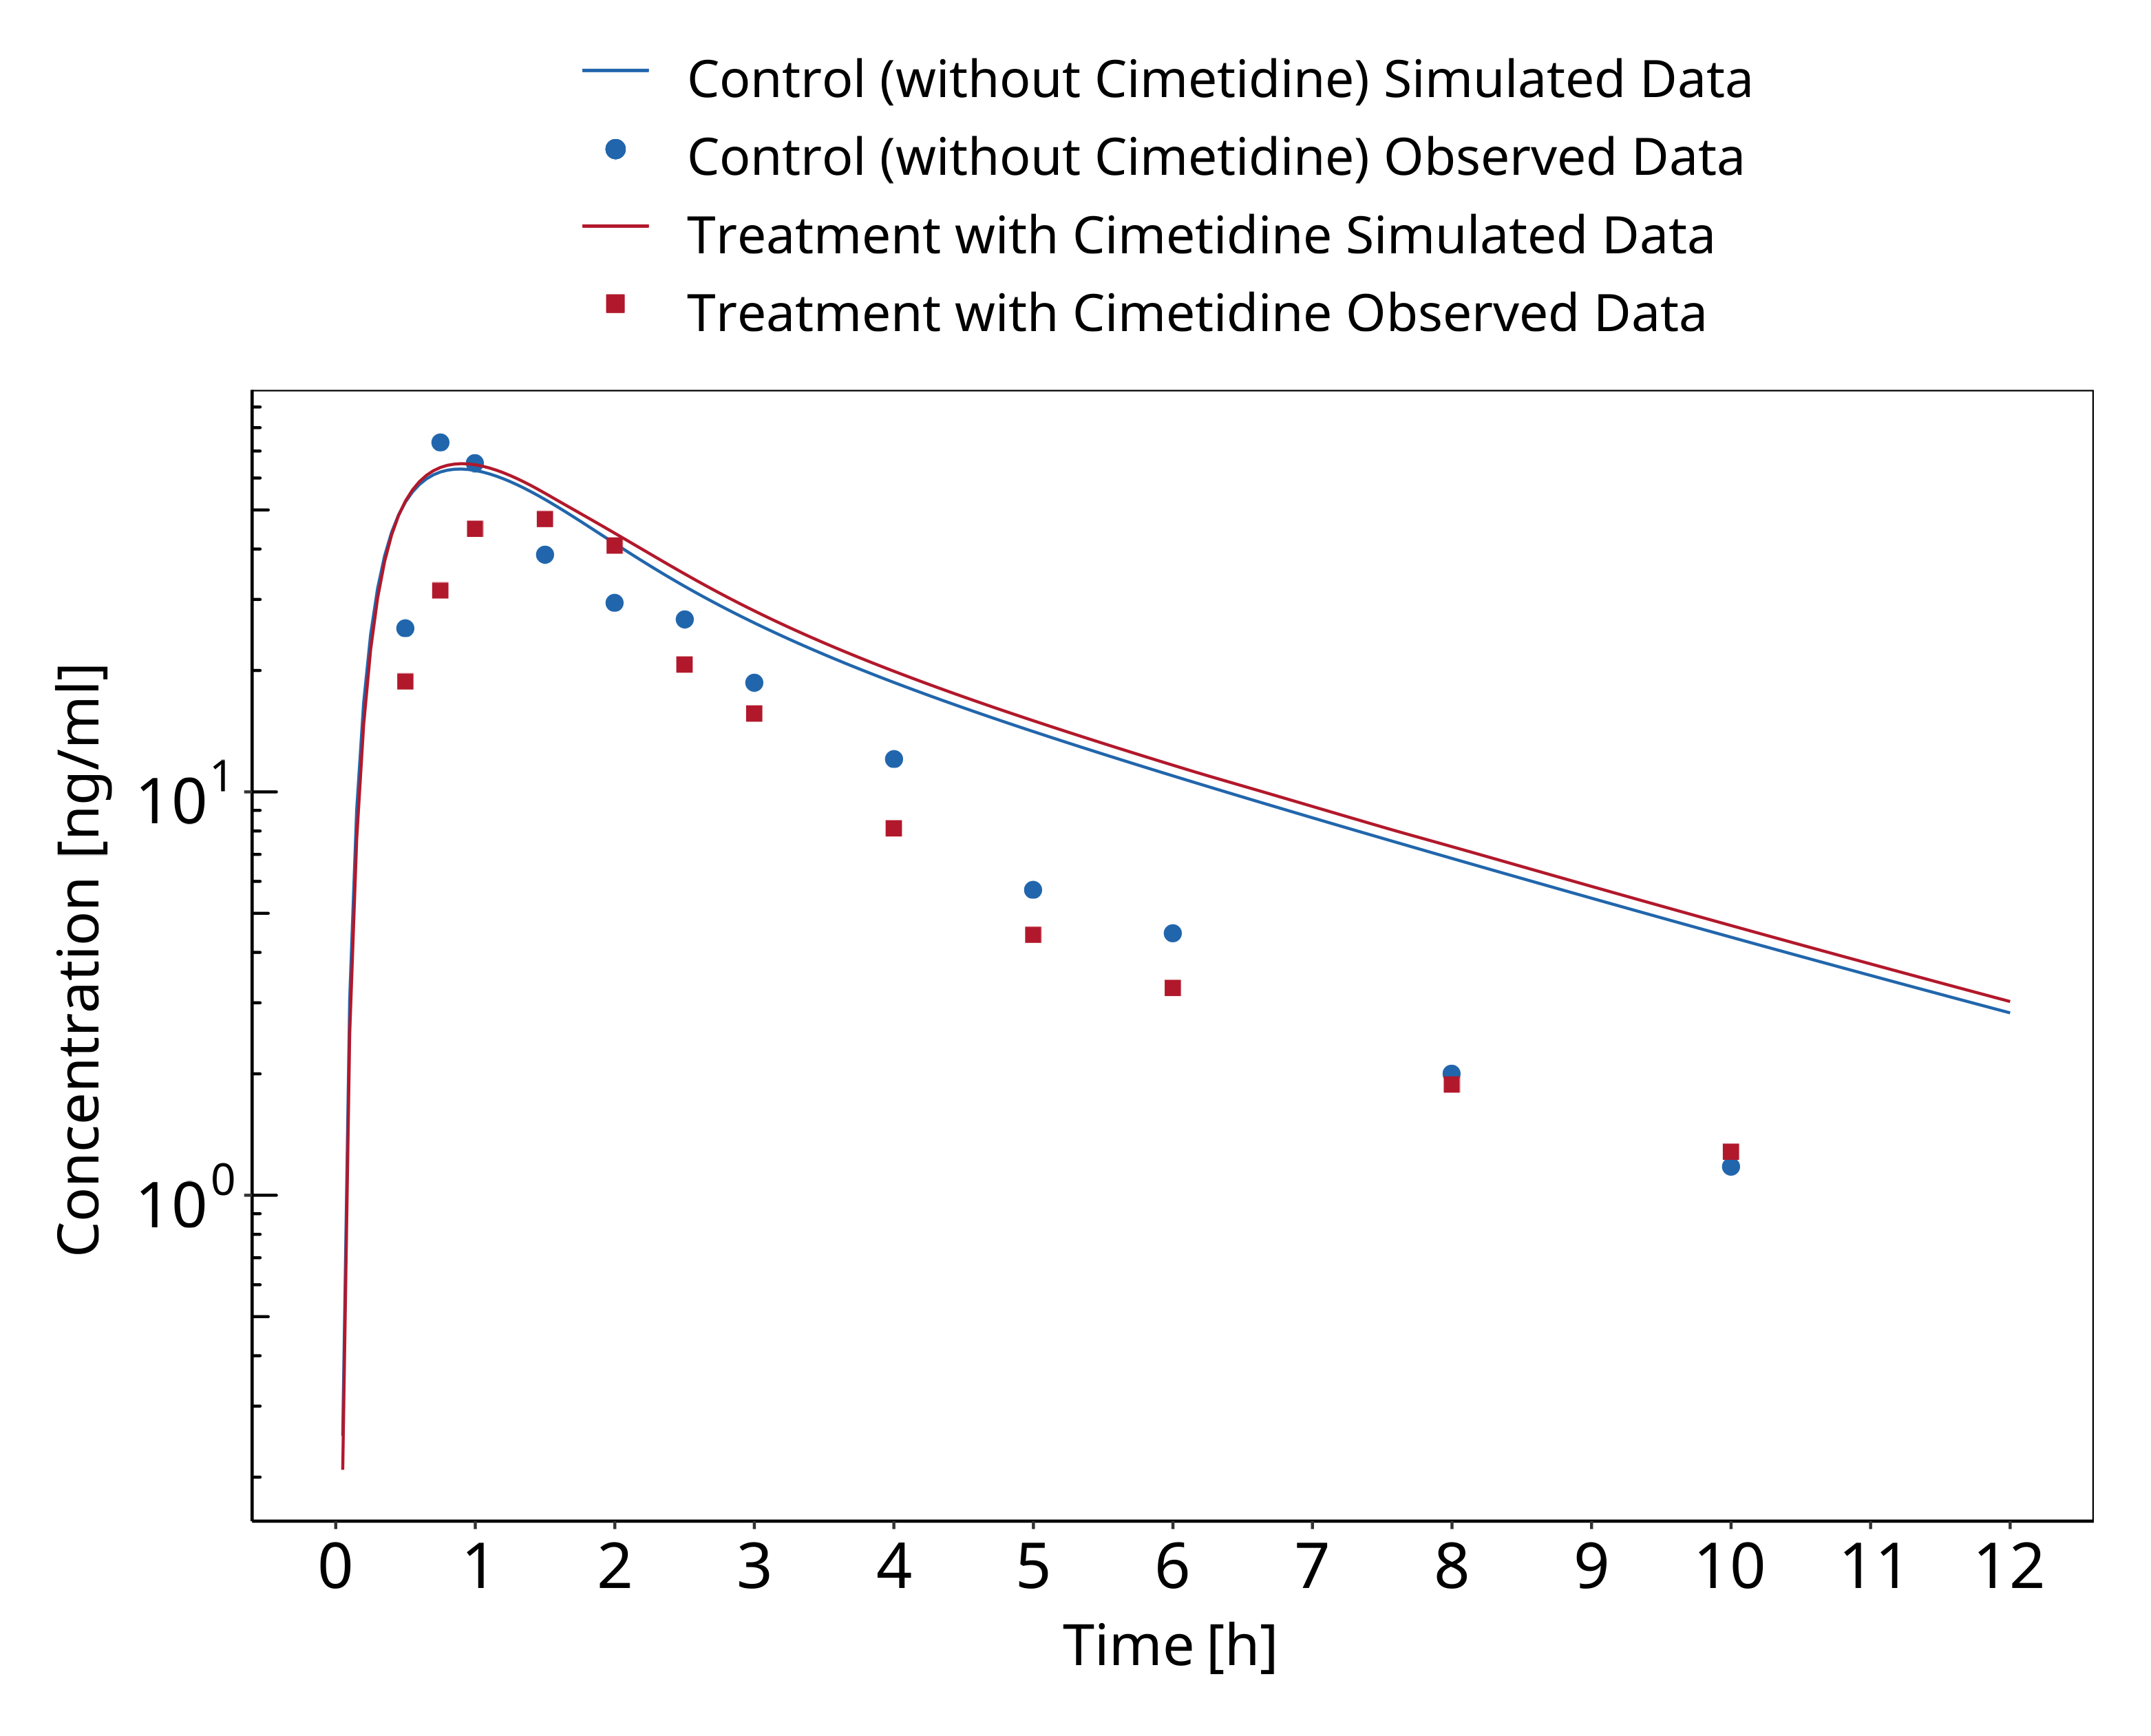 Control (without Cimetidine) Simulated Data
Control (without Cimetidine) Observed Data
Treatment with Cimetidine Simulated Data
Treatment with Cimetidine Observed Data
Concentration [ng/ml]
10^1
10^0
0 1 2 3 4 5 6 7 8 9 10 11 12
Time [h]